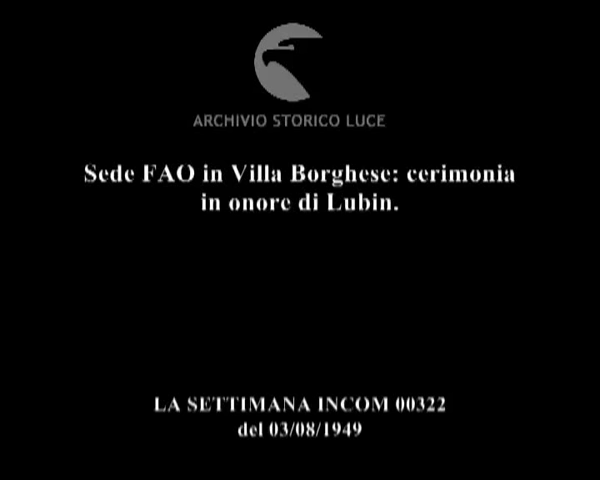 ARCHIVIO STORICO LUCE
Sede FAO in Villa Borghese: cerimonia
in onore di Lubin.
LA SETTIMANA INCOM 00322
del 03/08/1949